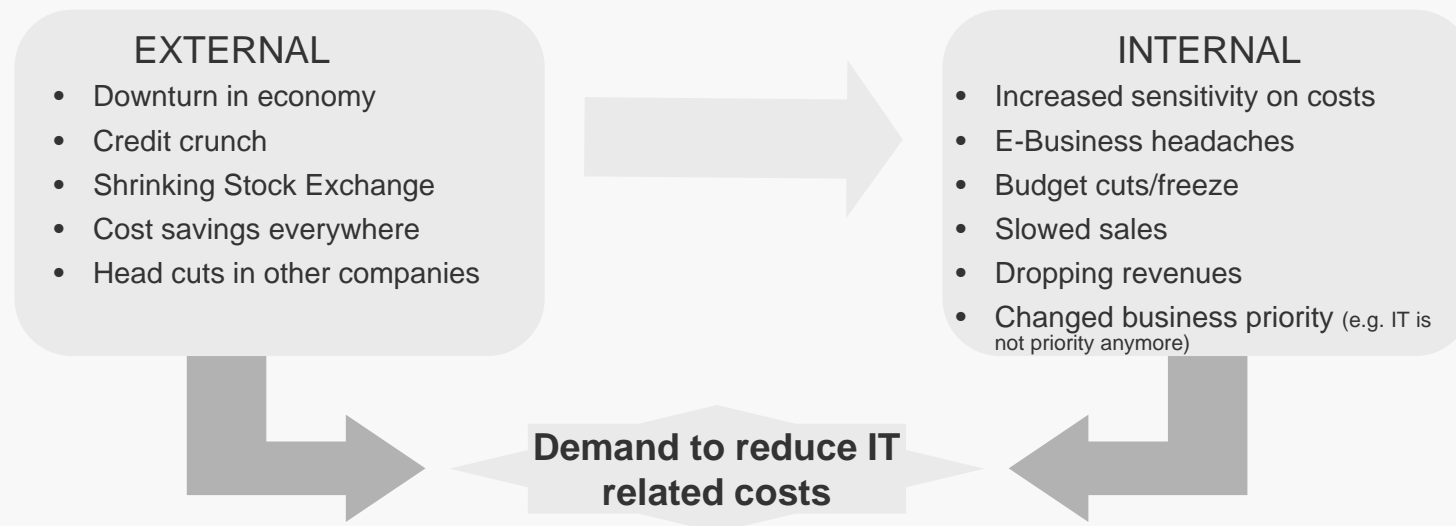 EXTERNAL
• Downturn in economy
• Credit crunch
• Shrinking Stock Exchange
• Cost savings everywhere
• Head cuts in other companies
INTERNAL
• Increased sensitivity on costs
• E-Business headaches
• Budget cuts/freeze
• Slowed sales
• Dropping revenues
• Changed business priority (e.g. IT is
not priority anymore)
Demand to reduce IT
related costs